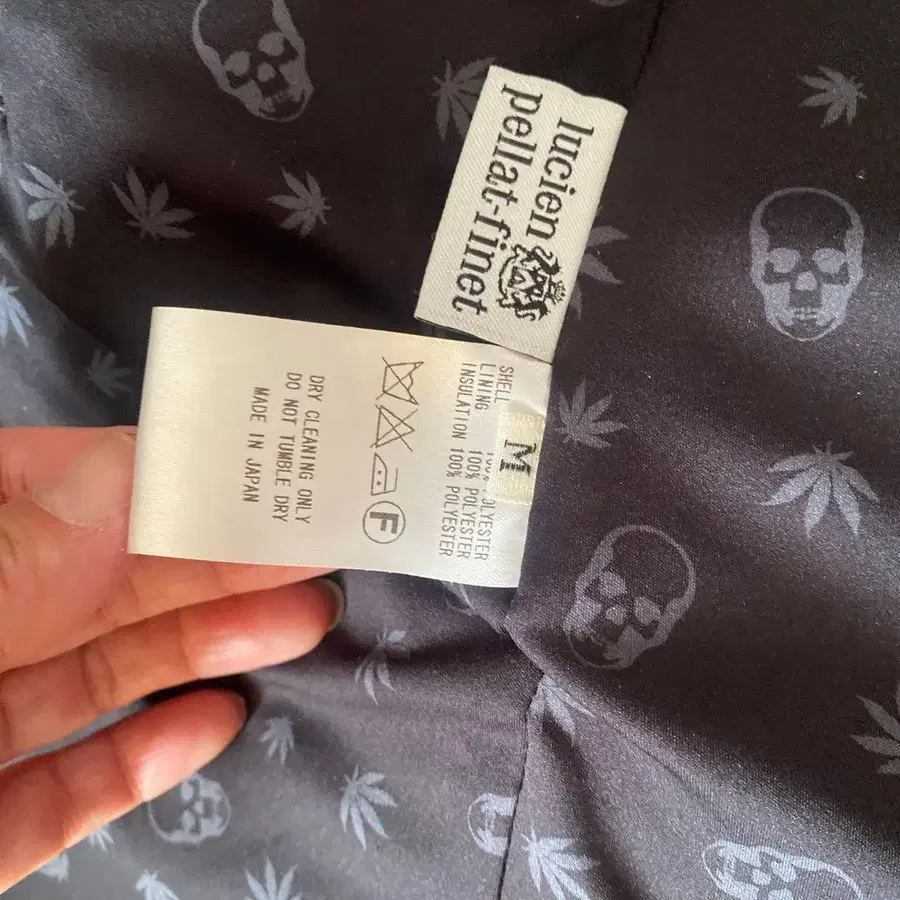 lucien
pellat-finet
M
SHELL 100% POLYESTER
LINING 100% POLYESTER
INSULATION 100% POLYESTER
F
DRY CLEANING ONLY
DO NOT TUMBLE DRY
MADE IN JAPAN